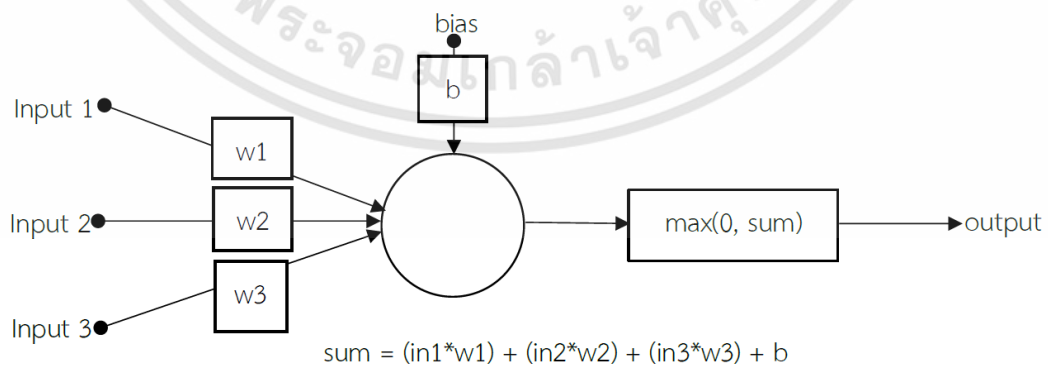 พระจอมเกล้าเจ้าคุ
bias
b
Input 1
w1
Input 2
w2
max(0, sum)
output
w3
Input 3
sum = (in1*w1) + (in2*w2) + (in3*w3) + b